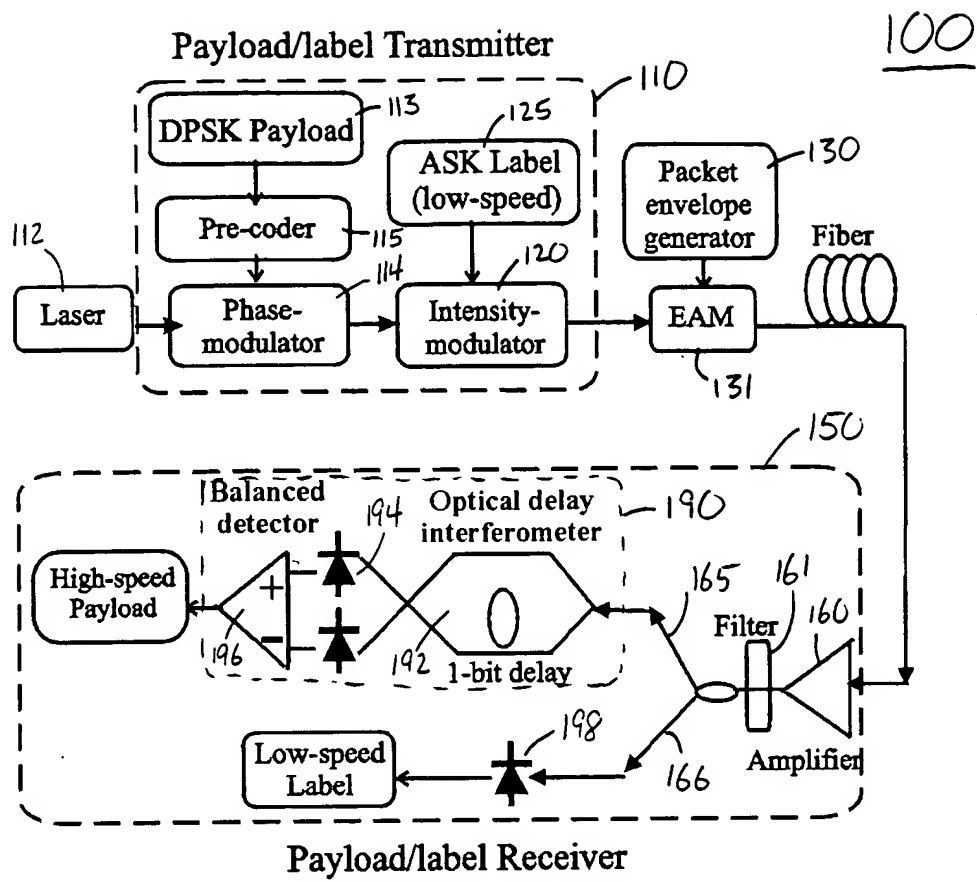 100
Payload/label Transmitter
110
113
DPSK Payload
125
ASK Label
(low-speed)
130
Packet
envelope
generator
Pre-coder
115
Fiber
112
114
120
Laser
Phase-
modulator
Intensity-
modulator
EAM
131
150
Balanced
detector
194
Optical delay
interferometer
190
High-speed
Payload
+
−
196
192
1-bit delay
165
161
Filter
160
198
Low-speed
Label
166
Amplifier
Payload/label Receiver